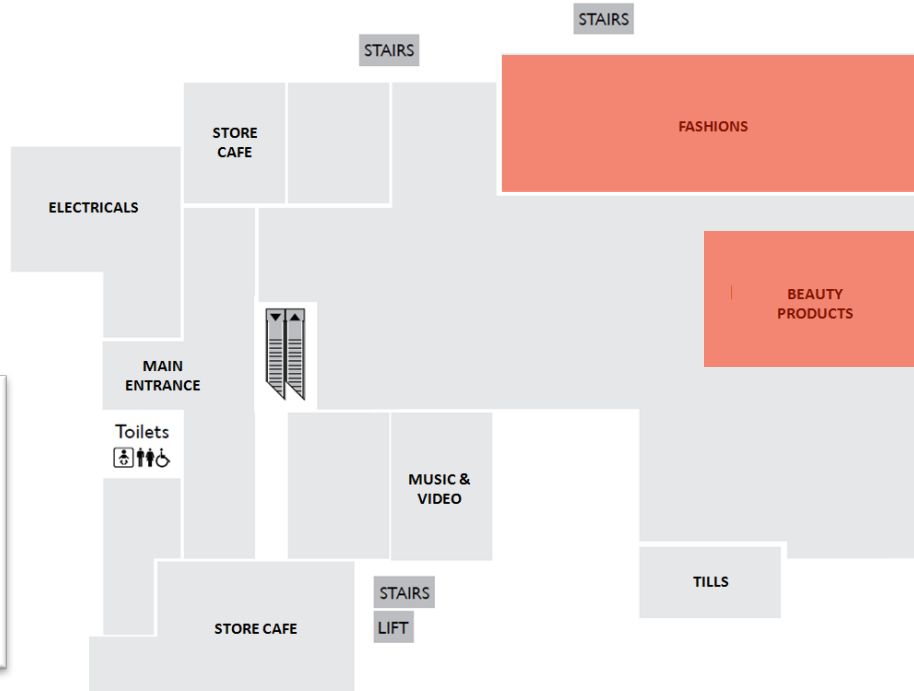 STAIRS
STAIRS
FASHIONS
STORE
CAFE
ELECTRICALS
BEAUTY
PRODUCTS
MAIN
ENTRANCE
Toilets
MUSIC &
VIDEO
TILLS
STAIRS
LIFT
STORE CAFE